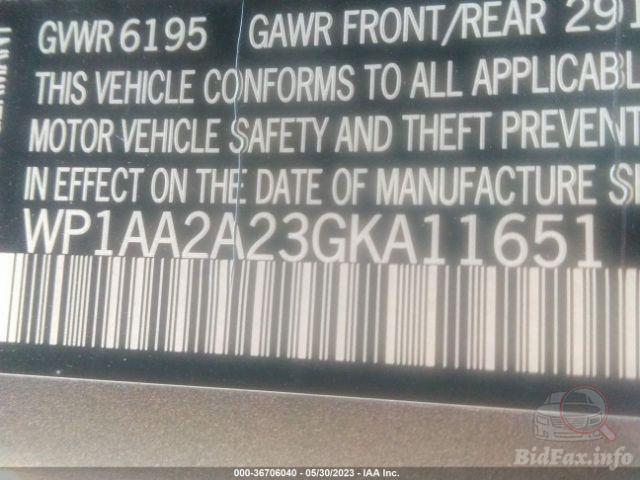 GVWR 6195 GAWR FRONT/REAR 291
THIS VEHICLE CONFORMS TO ALL APPLICABL
MOTOR VEHICLE SAFETY AND THEFT PREVENT
IN EFFECT ON THE DATE OF MANUFACTURE S
WP1AA2A23GKA11651
BidFax.info
000-36706040 - 05/30/2023 - IAA Inc.